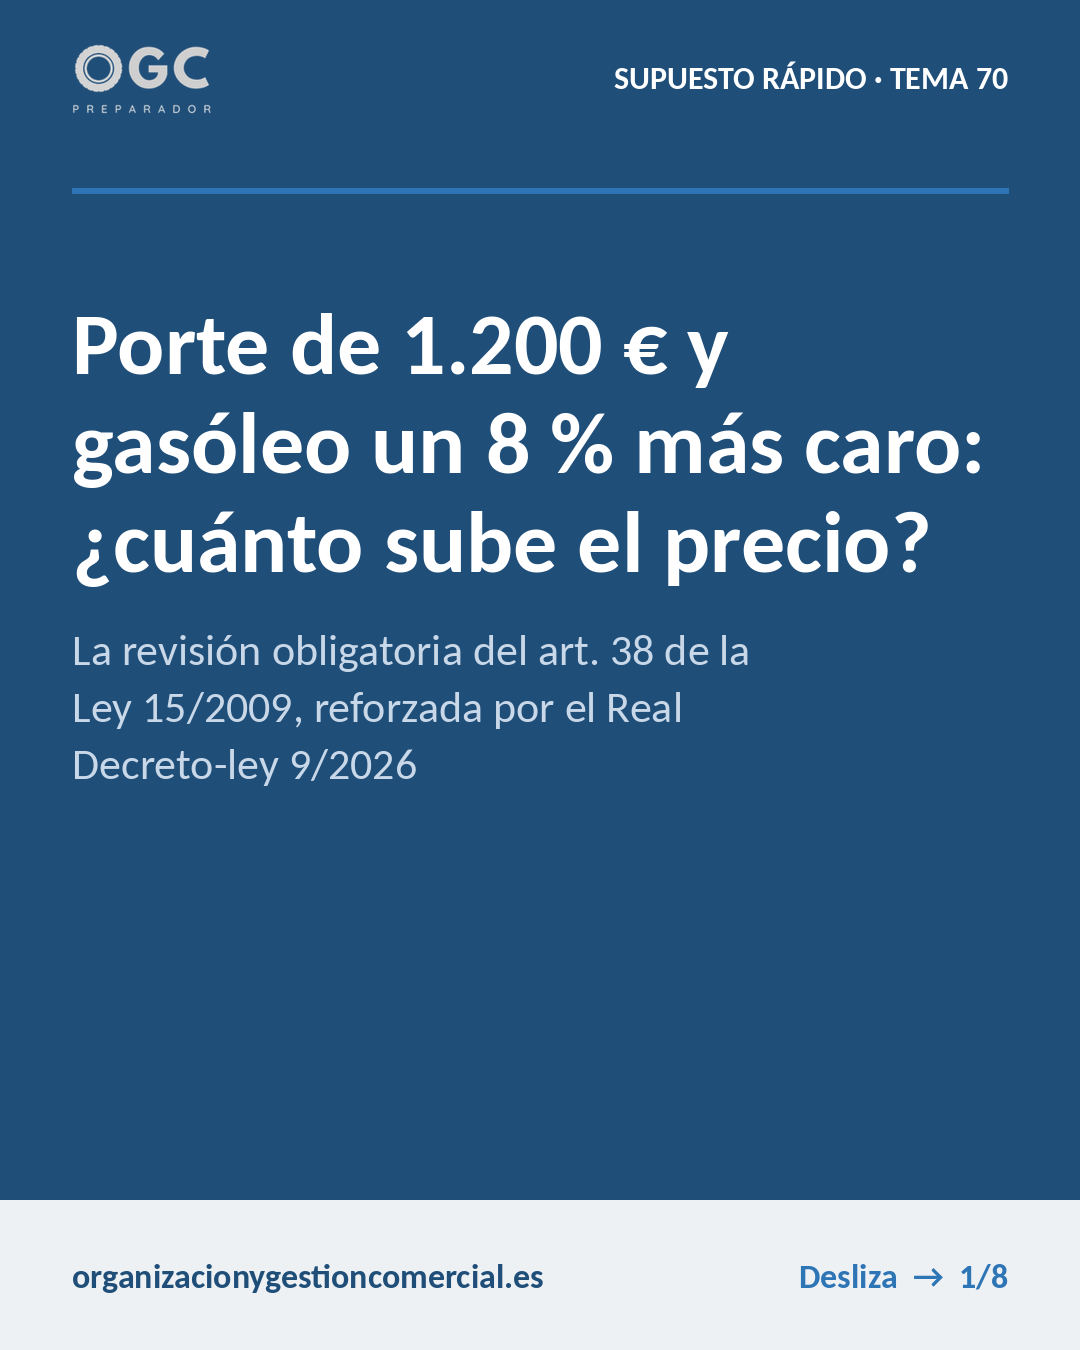 OGC
PREPARADOR
SUPUESTO RÁPIDO · TEMA 70
Porte de 1.200 € y
gasóleo un 8 % más caro:
¿cuánto sube el precio?
La revisión obligatoria del art. 38 de la
Ley 15/2009, reforzada por el Real
Decreto-ley 9/2026
organizacionygestioncomercial.es
Desliza → 1/8